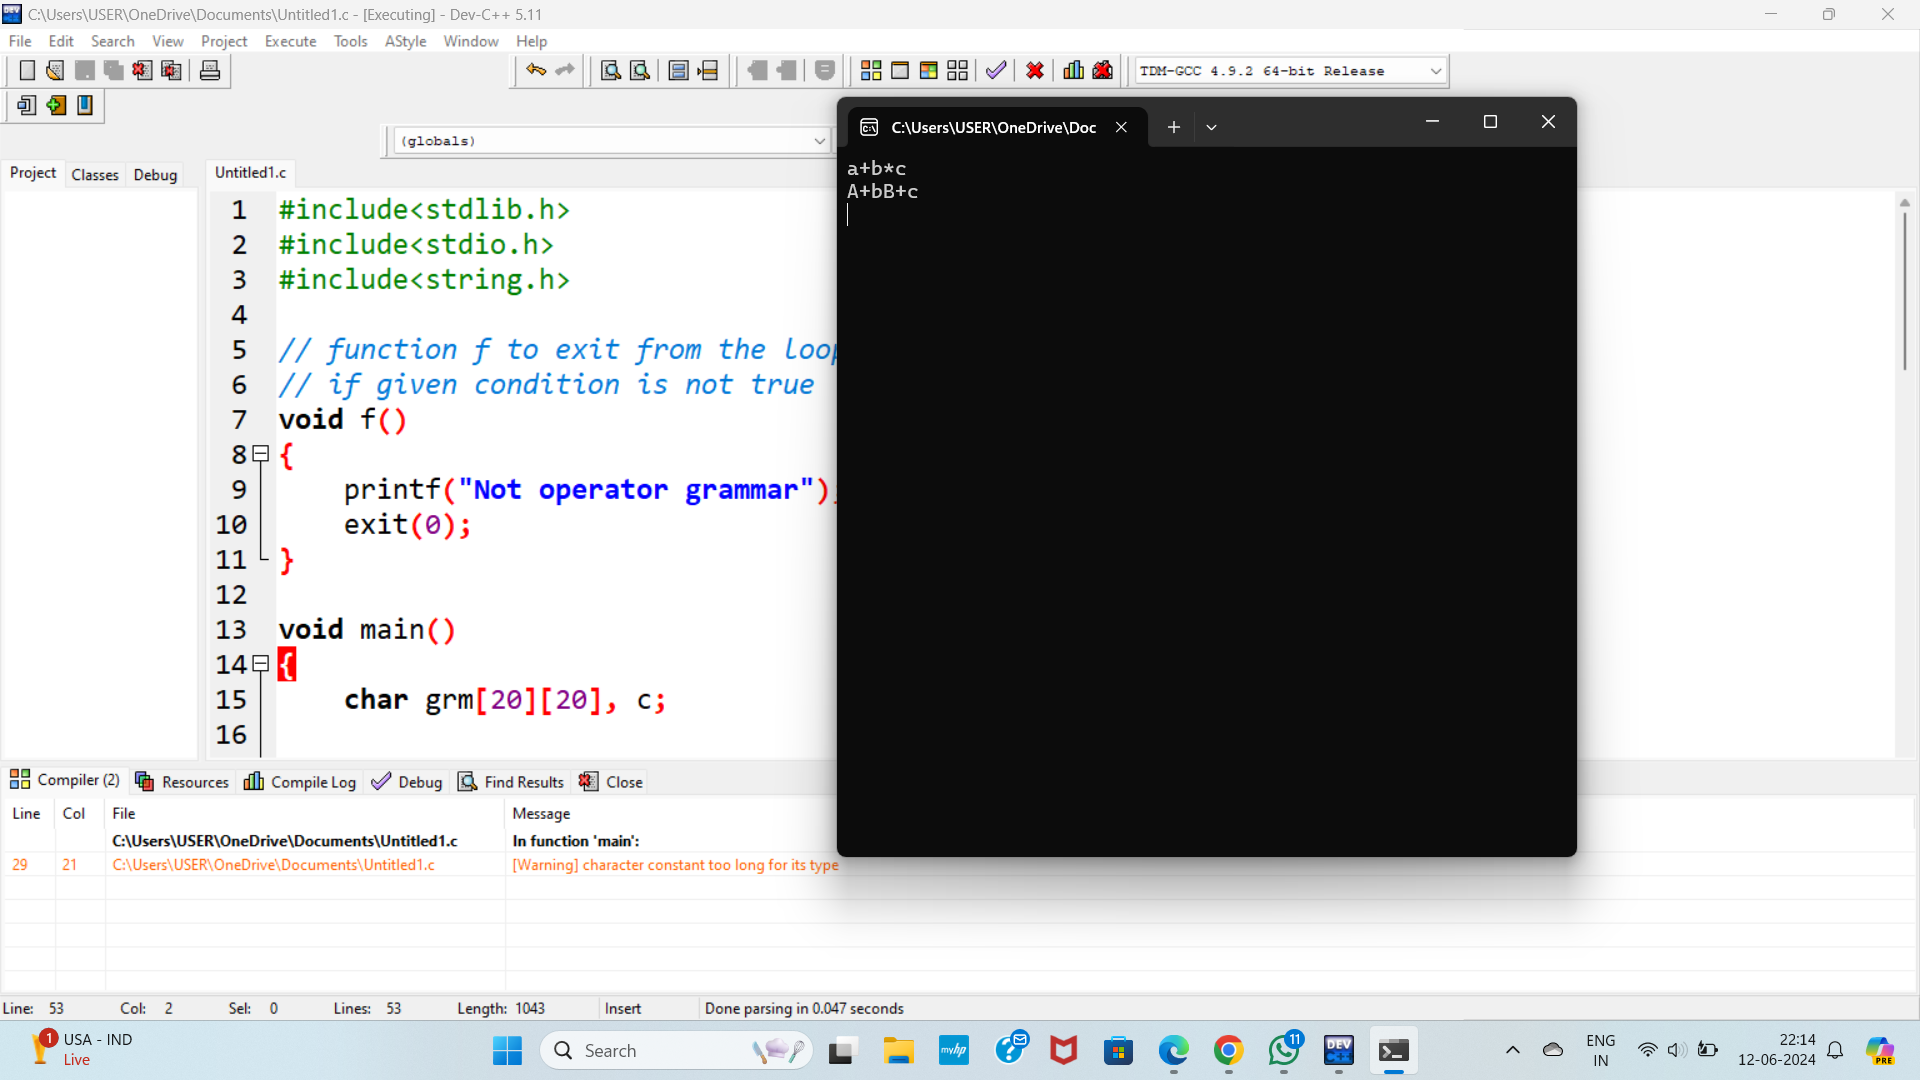 C:\Users\USER\OneDrive\Documents\Untitled1.c - [Executing] - Dev-C++ 5.11
File Edit Search View Project Execute Tools AStyle Window Help
TDM-GCC 4.9.2 64-bit Release
(globals)
C:\Users\USER\OneDrive\Doc
Project Classes Debug
Untitled1.c
a+b*c
A+bB+c
1 #include<stdlib.h>
2 #include<stdio.h>
3 #include<string.h>
4
5 // function f to exit from the loop
6 // if given condition is not true
7 void f()
8 {
9 printf("Not operator grammar");
10 exit(0);
11 }
12
13 void main()
14 {
15 char grm[20][20], c;
16
Compiler (2) Resources Compile Log Debug Find Results Close
Line Col File Message
C:\Users\USER\OneDrive\Documents\Untitled1.c In function 'main':
29 21 C:\Users\USER\OneDrive\Documents\Untitled1.c [Warning] character constant too long for its type
Line: 53 Col: 2 Sel: 0 Lines: 53 Length: 1043 Insert Done parsing in 0.047 seconds
1
USA - IND
Live
Search
myhp
11
DEV
ENG
IN
22:14
12-06-2024
PRE